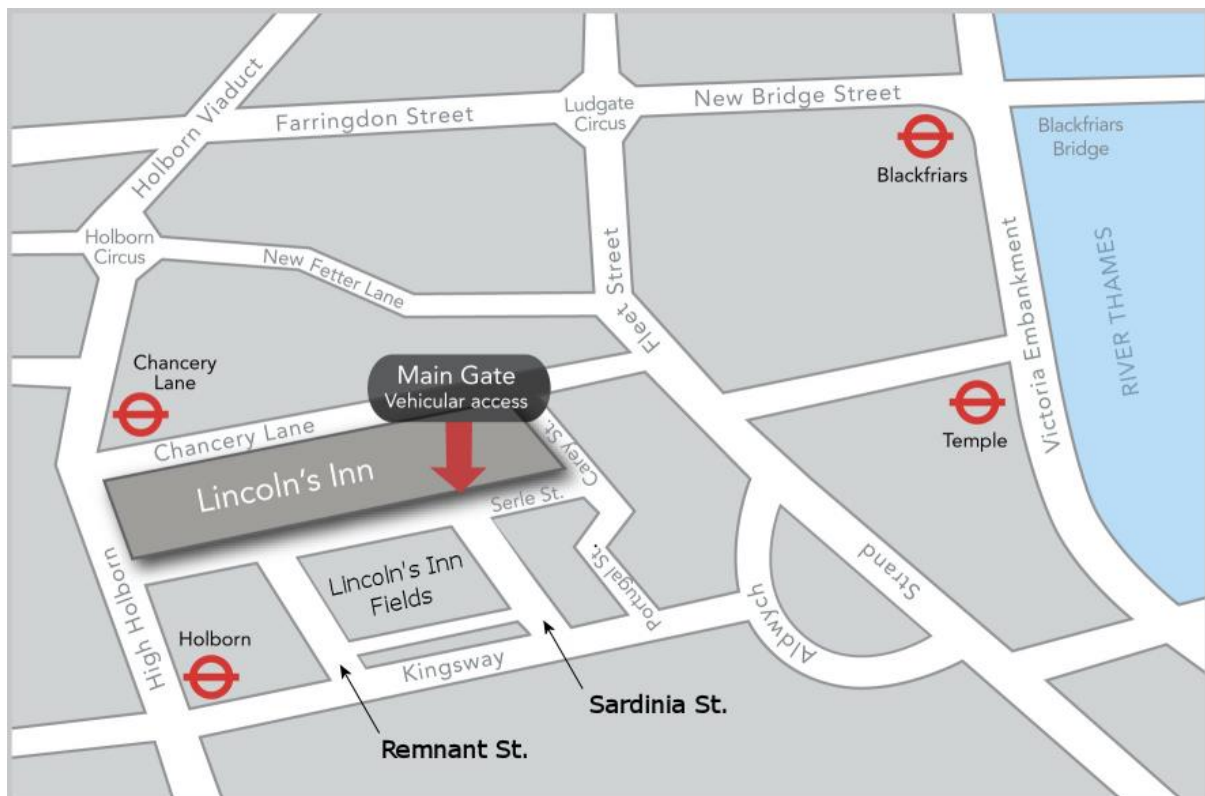 Holborn Viaduct
Farringdon Street
Ludgate
Circus
New Bridge Street
Blackfriars
Blackfriars
Bridge
Holborn
Circus
New Fetter Lane
Fleet Street
Victoria Embankment
RIVER THAMES
Chancery
Lane
Main Gate
Vehicular access
Chancery Lane
Temple
Lincoln's Inn
Carey St.
Serle St.
High Holborn
Lincoln's Inn
Fields
Portugal St.
Strand
Aldwych
Holborn
Kingsway
Sardinia St.
Remnant St.